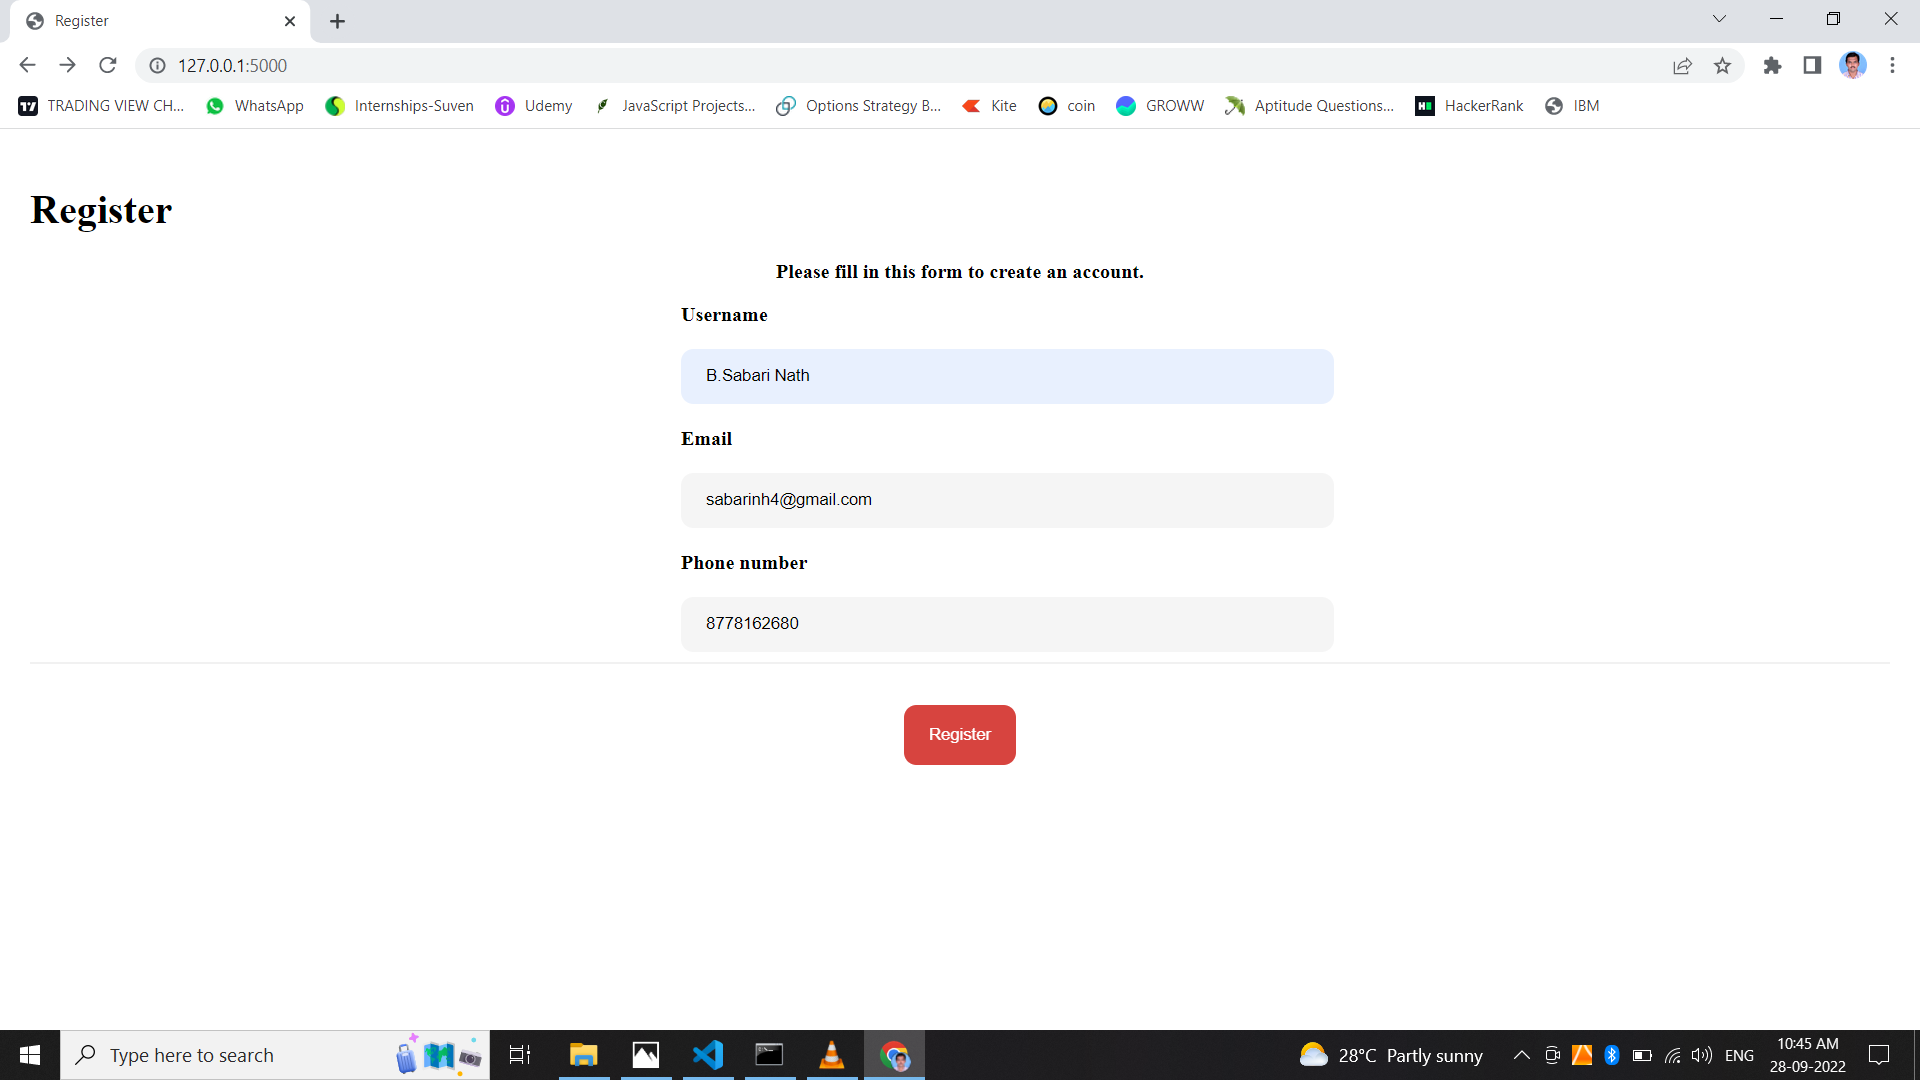 Register
127.0.0.1:5000
TRADING VIEW CH... WhatsApp Internships-Suven Udemy JavaScript Projects... Options Strategy B... Kite coin GROWW Aptitude Questions... HackerRank IBM
Register
Please fill in this form to create an account.
Username
B.Sabari Nath
Email
sabarinh4@gmail.com
Phone number
8778162680
Register
Type here to search
28°C Partly sunny
ENG
10:45 AM
28-09-2022